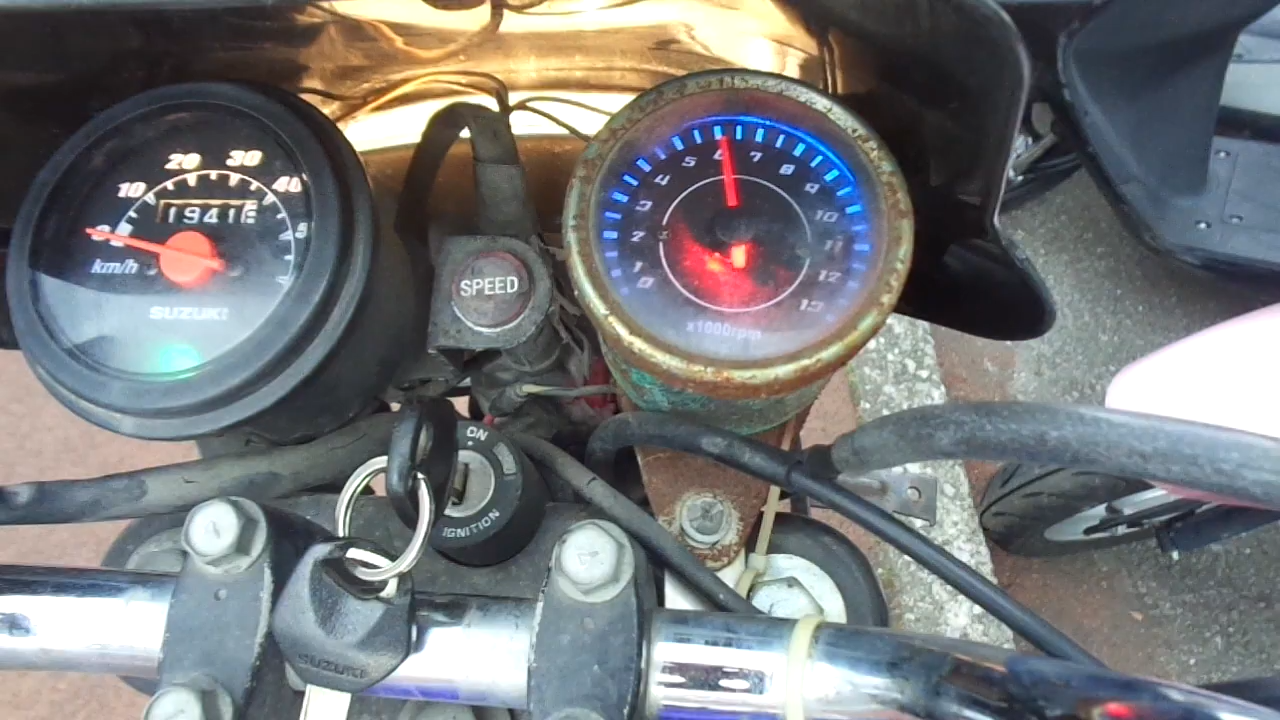 10 20 30 40
1941
km/h
SUZUKI
SPEED
0 1 2 3 4 5 6 7 8 9 10 11 12 13
x1000rpm
ON
IGNITION
SUZUKI